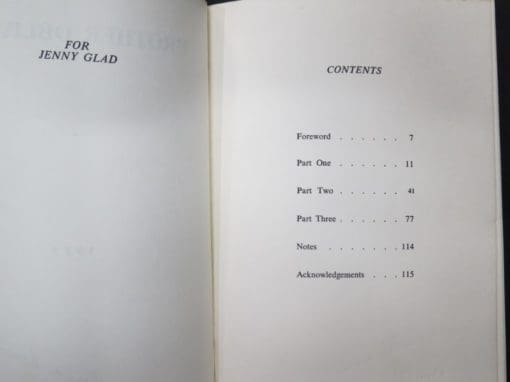 FOR
JENNY GLAD
CONTENTS
Foreword . . . . . . 7
Part One . . . . . . 11
Part Two . . . . . . 41
Part Three . . . . . . 77
Notes . . . . . . . 114
Acknowledgements . . . 115